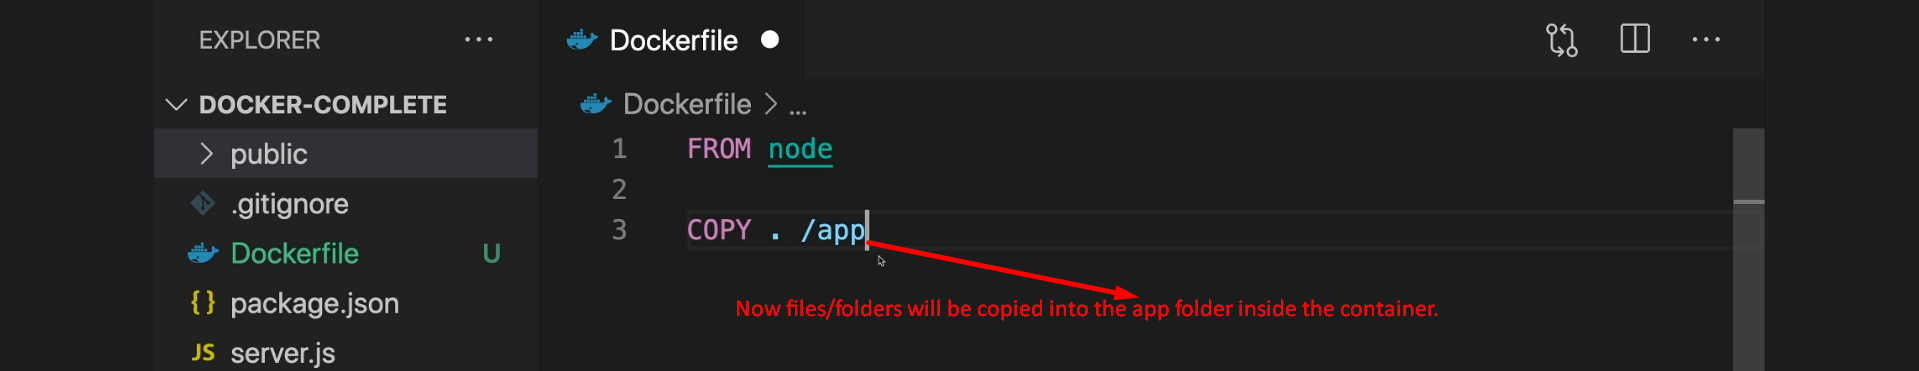 EXPLORER ...
DOCKER-COMPLETE
public
.gitignore
Dockerfile U
{} package.json
JS server.js
Dockerfile
Dockerfile > ...
1 FROM node
2
3 COPY . /app
Now files/folders will be copied into the app folder inside the container.